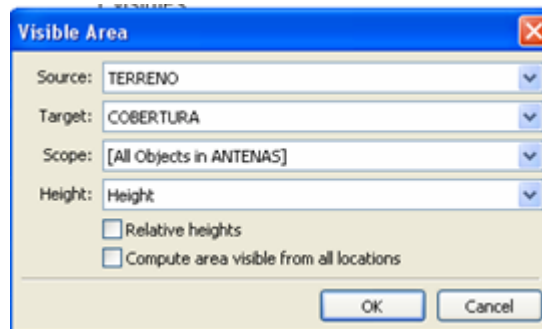 Visible Area
Source: TERRENO
Target: COBERTURA
Scope: [All Objects in ANTENAS]
Height: Height
Relative heights
Compute area visible from all locations
OK Cancel